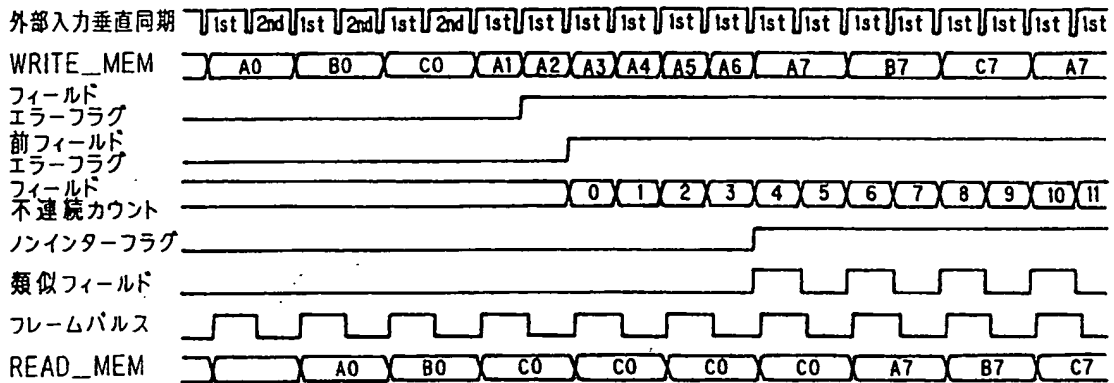 外部入力垂直同期 1st 2nd 1st 2nd 1st 2nd 1st 1st 1st 1st 1st 1st 1st 1st 1st 1st 1st 1st 1st 1st
WRITE_MEM A0 B0 C0 A1 A2 A3 A4 A5 A6 A7 B7 C7 A7
フィールド
エラーフラグ
前フィールド
エラーフラグ
フィールド
不連続カウント 0 1 2 3 4 5 6 7 8 9 10 11
ノンインターフラグ
類似フィールド
フレームパルス
READ_MEM A0 B0 C0 C0 C0 C0 A7 B7 C7